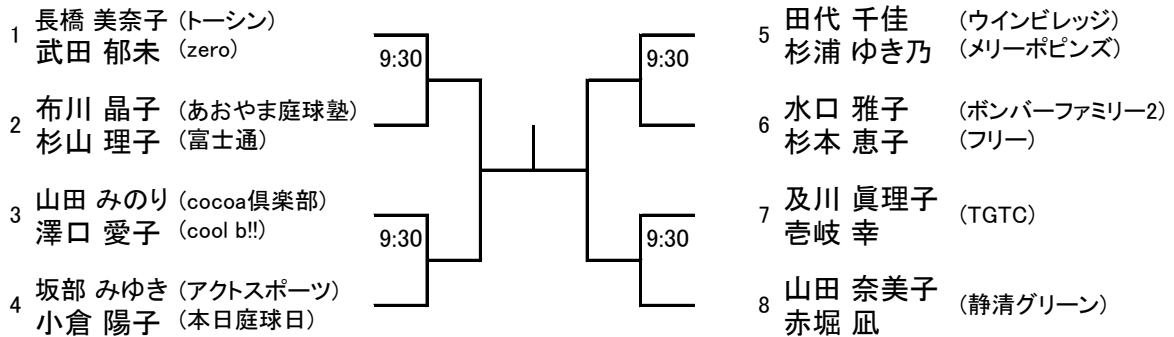 1 長橋 美奈子 (トーシン)
武田 郁未 (zero)
9:30
2 布川 晶子 (あおやま庭球塾)
杉山 理子 (富士通)
3 山田 みのり (cocoa倶楽部)
澤口 愛子 (cool b!!)
9:30
4 坂部 みゆき (アクトスポーツ)
小倉 陽子 (本日庭球日)
5 田代 千佳 (ウインビレッジ)
杉浦 ゆき乃 (メリーポピンズ)
9:30
6 水口 雅子 (ボンバーファミリー2)
杉本 恵子 (フリー)
7 及川 眞理子 (TGTC)
壱岐 幸
9:30
8 山田 奈美子 (静清グリーン)
赤堀 凪